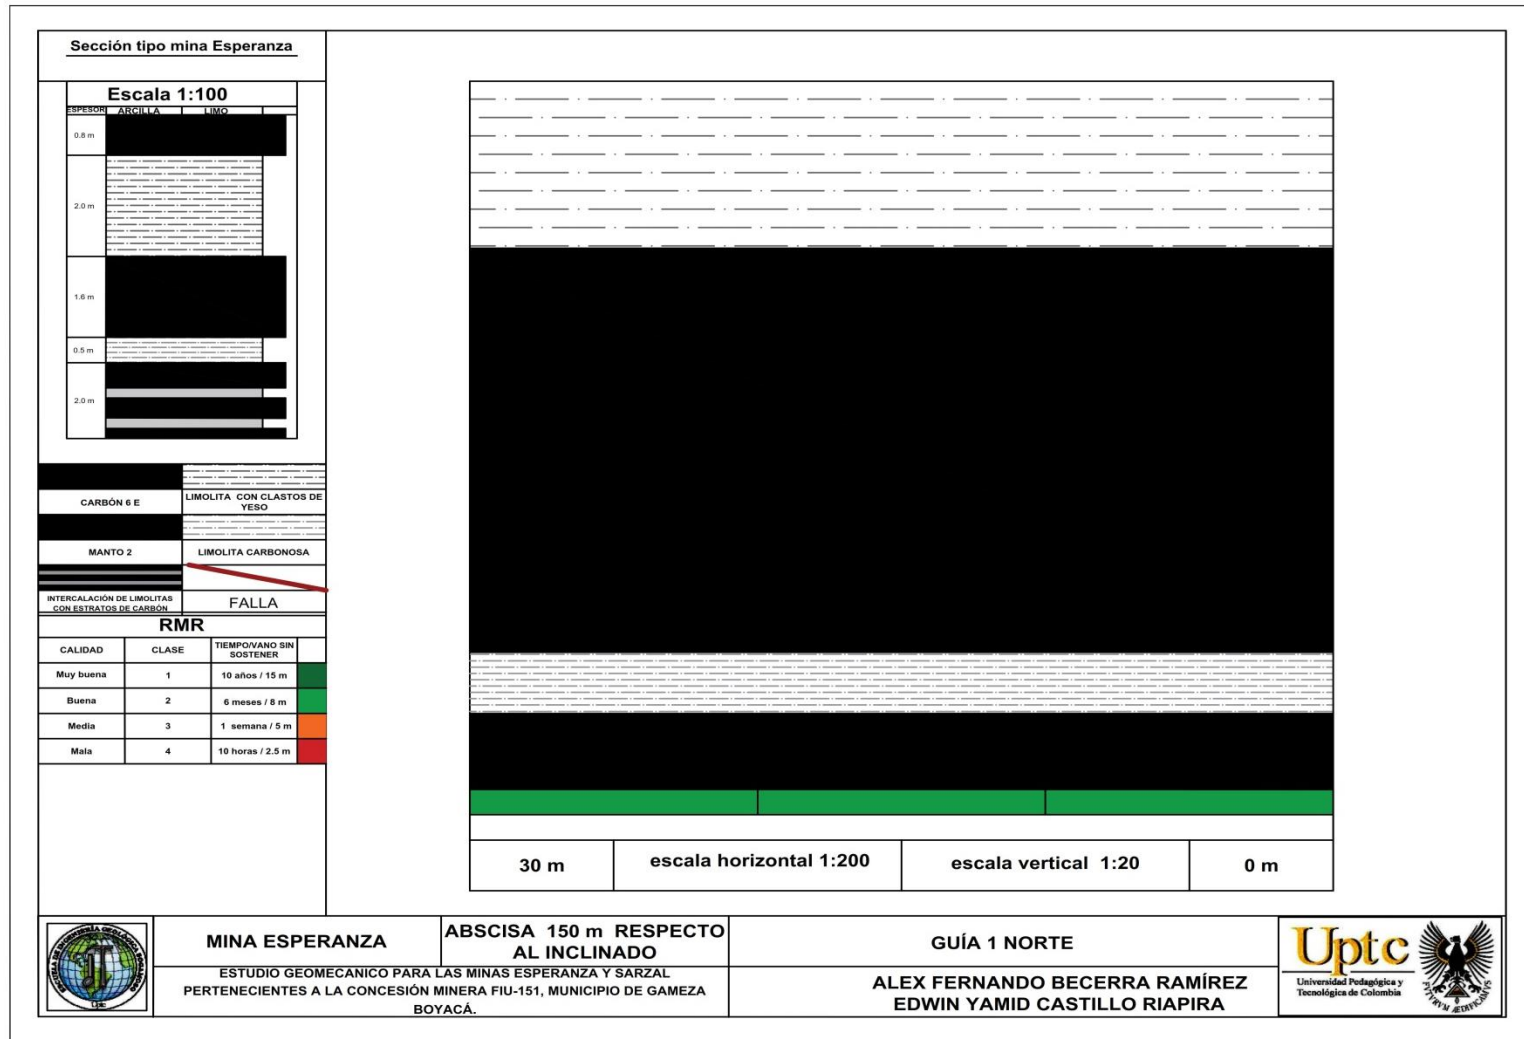 Sección tipo mina Esperanza
Escala 1:100
ESPESOR ARCILLA LIMO
0.8 m
2.0 m
1.6 m
0.5 m
2.0 m
CARBÓN 6 E
LIMOLITA CON CLASTOS DE
YESO
MANTO 2
LIMOLITA CARBONOSA
INTERCALACIÓN DE LIMOLITAS
CON ESTRATOS DE CARBÓN
FALLA
RMR
CALIDAD CLASE TIEMPO/VANO SIN
SOSTENER
Muy buena 1 10 años / 15 m
Buena 2 6 meses / 8 m
Media 3 1 semana / 5 m
Mala 4 10 horas / 2.5 m
30 m escala horizontal 1:200 escala vertical 1:20 0 m
MINA ESPERANZA
ABSCISA 150 m RESPECTO
AL INCLINADO
GUÍA 1 NORTE
ESTUDIO GEOMECANICO PARA LAS MINAS ESPERANZA Y SARZAL
PERTENECIENTES A LA CONCESIÓN MINERA FIU-151, MUNICIPIO DE GAMEZA
BOYACÁ.
ALEX FERNANDO BECERRA RAMÍREZ
EDWIN YAMID CASTILLO RIAPIRA
Uptc
Universidad Pedagógica y
Tecnológica de Colombia